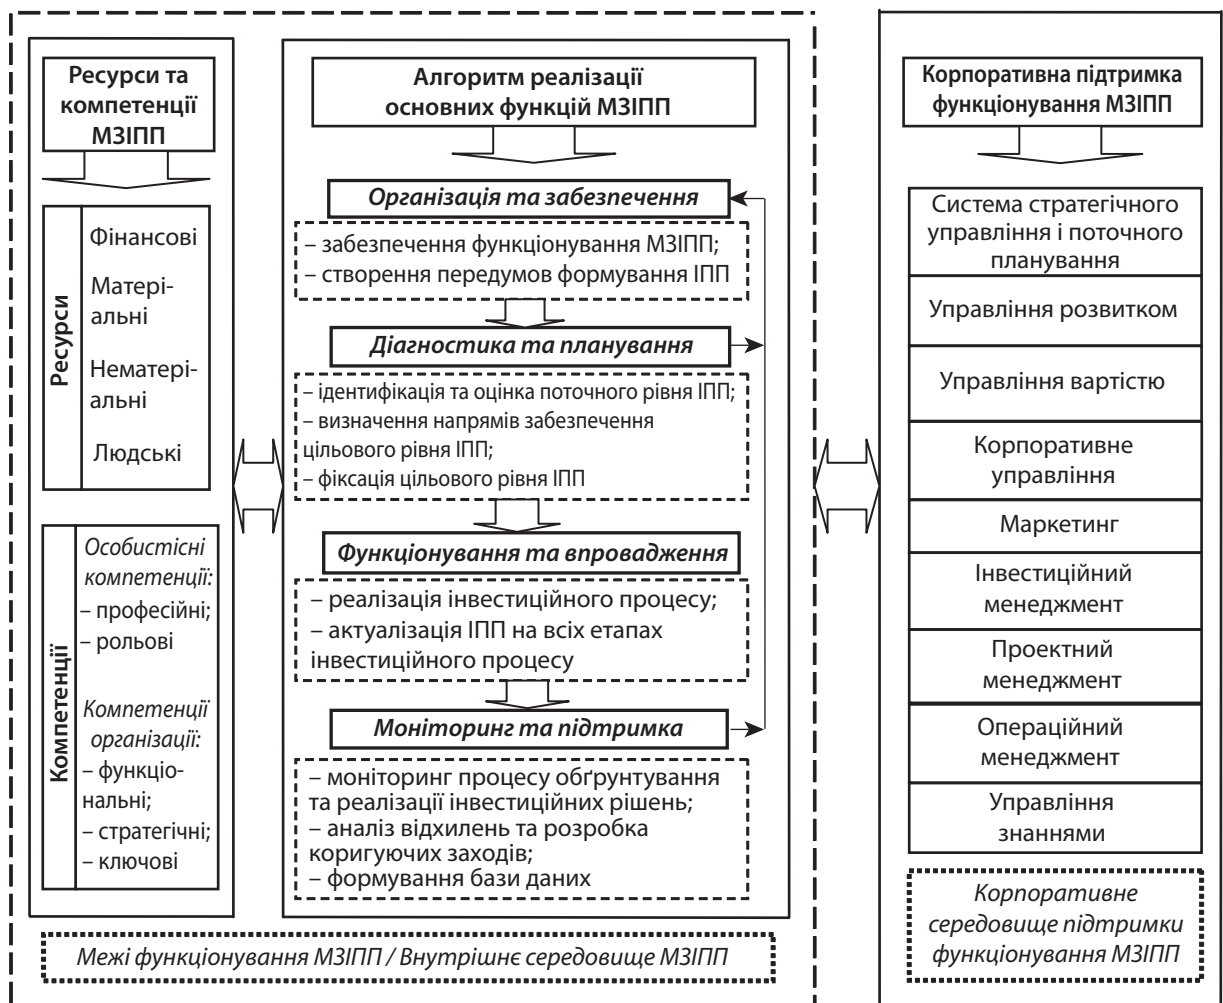 Ресурси та
компетенції
МЗІПП
Ресурси
Фінансові
Матері-
альні
Нематері-
альні
Людські
Компетенції
Особистісні
компетенції:
– професійні;
– рольові
Компетенції
організації:
– функціо-
нальні;
– стратегічні;
– ключові
Алгоритм реалізації
основних функцій МЗІПП
Організація та забезпечення
– забезпечення функціонування МЗІПП;
– створення передумов формування ІПП
Діагностика та планування
– ідентифікація та оцінка поточного рівня ІПП;
– визначення напрямів забезпечення
цільового рівня ІПП;
– фіксація цільового рівня ІПП
Функціонування та впровадження
– реалізація інвестиційного процесу;
– актуалізація ІПП на всіх етапах
інвестиційного процесу
Моніторинг та підтримка
– моніторинг процесу обґрунтування
та реалізації інвестиційних рішень;
– аналіз відхилень та розробка
коригуючих заходів;
– формування бази даних
Межі функціонування МЗІПП / Внутрішнє середовище МЗІПП
Корпоративна підтримка
функціонування МЗІПП
Система стратегічного
управління і поточного
планування
Управління розвитком
Управління вартістю
Корпоративне
управління
Маркетинг
Інвестиційний
менеджмент
Проектний
менеджмент
Операційний
менеджмент
Управління
знаннями
Корпоративне
середовище підтримки
функціонування МЗІПП